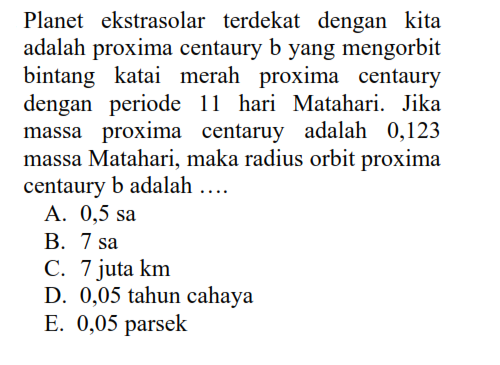 Planet ekstrasolar terdekat dengan kita
adalah proxima centaury b yang mengorbit
bintang katai merah proxima centaury
dengan periode 11 hari Matahari. Jika
massa proxima centaruy adalah 0,123
massa Matahari, maka radius orbit proxima
centaury b adalah ….
A. 0,5 sa
B. 7 sa
C. 7 juta km
D. 0,05 tahun cahaya
E. 0,05 parsek